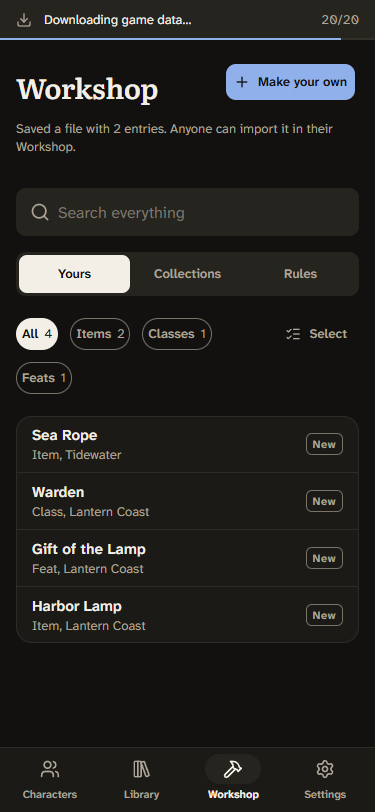 Downloading game data...
20/20
Workshop
Make your own
Saved a file with 2 entries. Anyone can import it in their
Workshop.
Search everything
Yours
Collections
Rules
All 4
Items 2
Classes 1
Select
Feats 1
Sea Rope
Item, Tidewater
New
Warden
Class, Lantern Coast
New
Gift of the Lamp
Feat, Lantern Coast
New
Harbor Lamp
Item, Lantern Coast
New
Characters
Library
Workshop
Settings